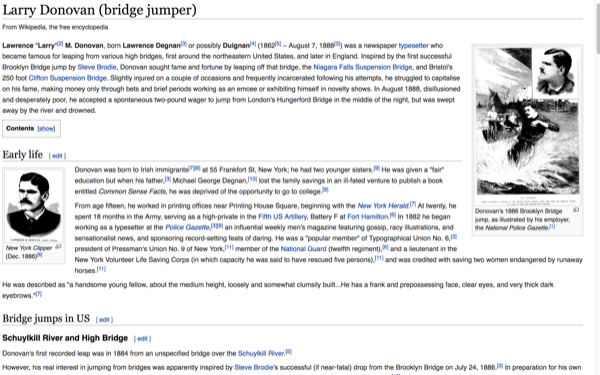 Larry Donovan (bridge jumper)
From Wikipedia, the free encyclopedia
Lawrence "Larry"[2] M. Donovan, born Lawrence Degnan[3] or possibly Duignan[4] (1862[5] – August 7, 1888[3]) was a newspaper typesetter who
became famous for leaping from various high bridges, first around the northeastern United States, and later in England. Inspired by the first successful
Brooklyn Bridge jump by Steve Brodie, Donovan sought fame and fortune by leaping off that bridge, the Niagara Falls Suspension Bridge, and Bristol's
250 foot Clifton Suspension Bridge. Slightly injured on a couple of occasions and frequently incarcerated following his attempts, he struggled to capitalise
on his fame, making money only through bets and brief periods working as an emcee or exhibiting himself in novelty shows. In August 1888, disillusioned
and desperately poor, he accepted a spontaneous two-pound wager to jump from London's Hungerford Bridge in the middle of the night, but was swept
away by the river and drowned.
Contents [show]
Donovan's 1886 Brooklyn Bridge
jump, as illustrated by his employer,
the National Police Gazette.[1]
Early life [edit]
New York Clipper
(Dec. 1886)[6]
Donovan was born to Irish immigrants[7][8] at 55 Frankfort St, New York; he had two younger sisters.[9] He was given a "fair"
education but when his father,[3] Michael George Degnan,[10] lost the family savings in an ill-fated venture to publish a book
entitled Common Sense Facts, he was deprived of the opportunity to go to college.[9]
From age fifteen, he worked in printing offices near Printing House Square, beginning with the New York Herald.[7] At twenty, he
spent 18 months in the Army, serving as a high-private in the Fifth US Artillery, Battery F at Fort Hamilton.[6] In 1882 he began
working as a typesetter at the Police Gazette,[3][9] an influential weekly men's magazine featuring gossip, racy illustrations, and
sensationalist news, and sponsoring record-setting feats of daring. He was a "popular member" of Typographical Union No. 6,[3]
president of Pressman's Union No. 9 of New York,[11] member of the National Guard (twelfth regiment),[6] and a lieutenant in the
New York Volunteer Life Saving Corps (in which capacity he was said to have rescued five persons),[11] and was credited with saving two women endangered by runaway
horses.[11]
He was described as "a handsome young fellow, about the medium height, loosely and somewhat clumsily built...He has a frank and prepossessing face, clear eyes, and very thick dark
eyebrows."[7]
Bridge jumps in US [edit]
Schuylkill River and High Bridge [edit]
Donovan's first recorded leap was in 1884 from an unspecified bridge over the Schuylkill River.[5]
However, his real interest in jumping from bridges was apparently inspired by Steve Brodie's successful (if near-fatal) drop from the Brooklyn Bridge on July 24, 1886.[3] In preparation for his own